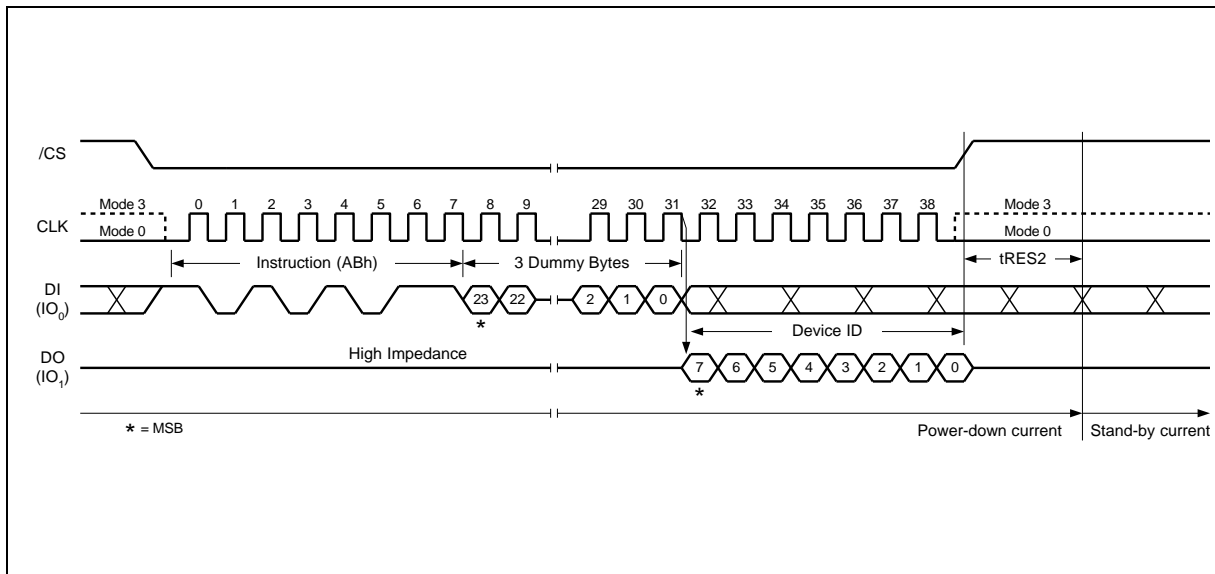 /CS
Mode 3 0 1 2 3 4 5 6 7 8 9 29 30 31 32 33 34 35 36 37 38 Mode 3
CLK
Mode 0 Mode 0
Instruction (ABh) 3 Dummy Bytes tRES2
DI
(IO0)
23 22 2 1 0
*
Device ID
High Impedance
DO
(IO1)
7 6 5 4 3 2 1 0
*
* = MSB
Power-down current Stand-by current